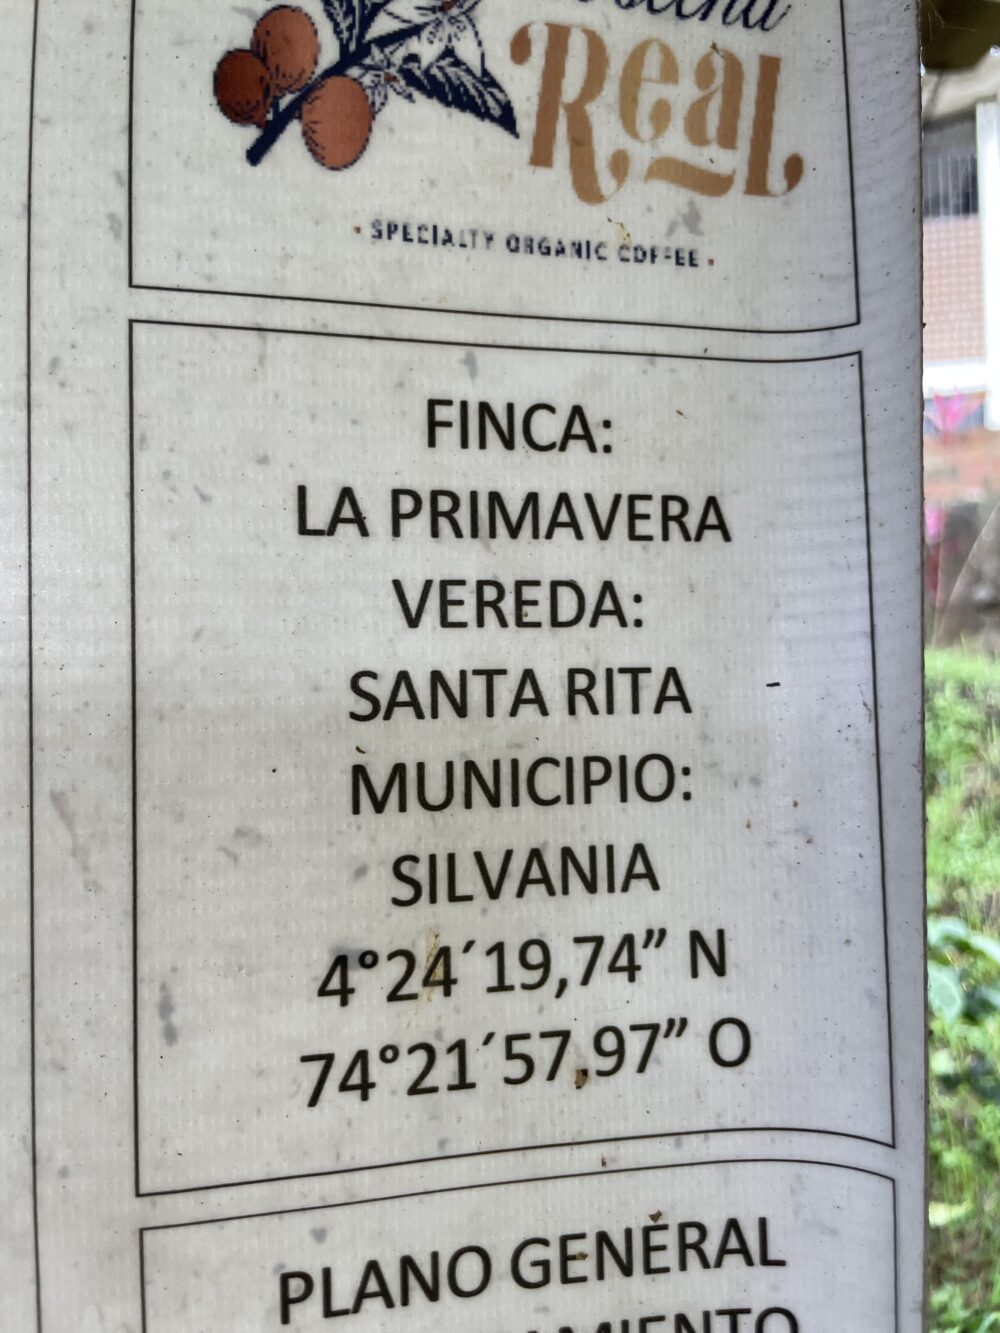 Real
• SPECIALTY ORGANIC COFFEE •
FINCA:
LA PRIMAVERA
VEREDA:
SANTA RITA
MUNICIPIO:
SILVANIA
4°24´19,74” N
74°21´57,97” O
PLANO GENERAL